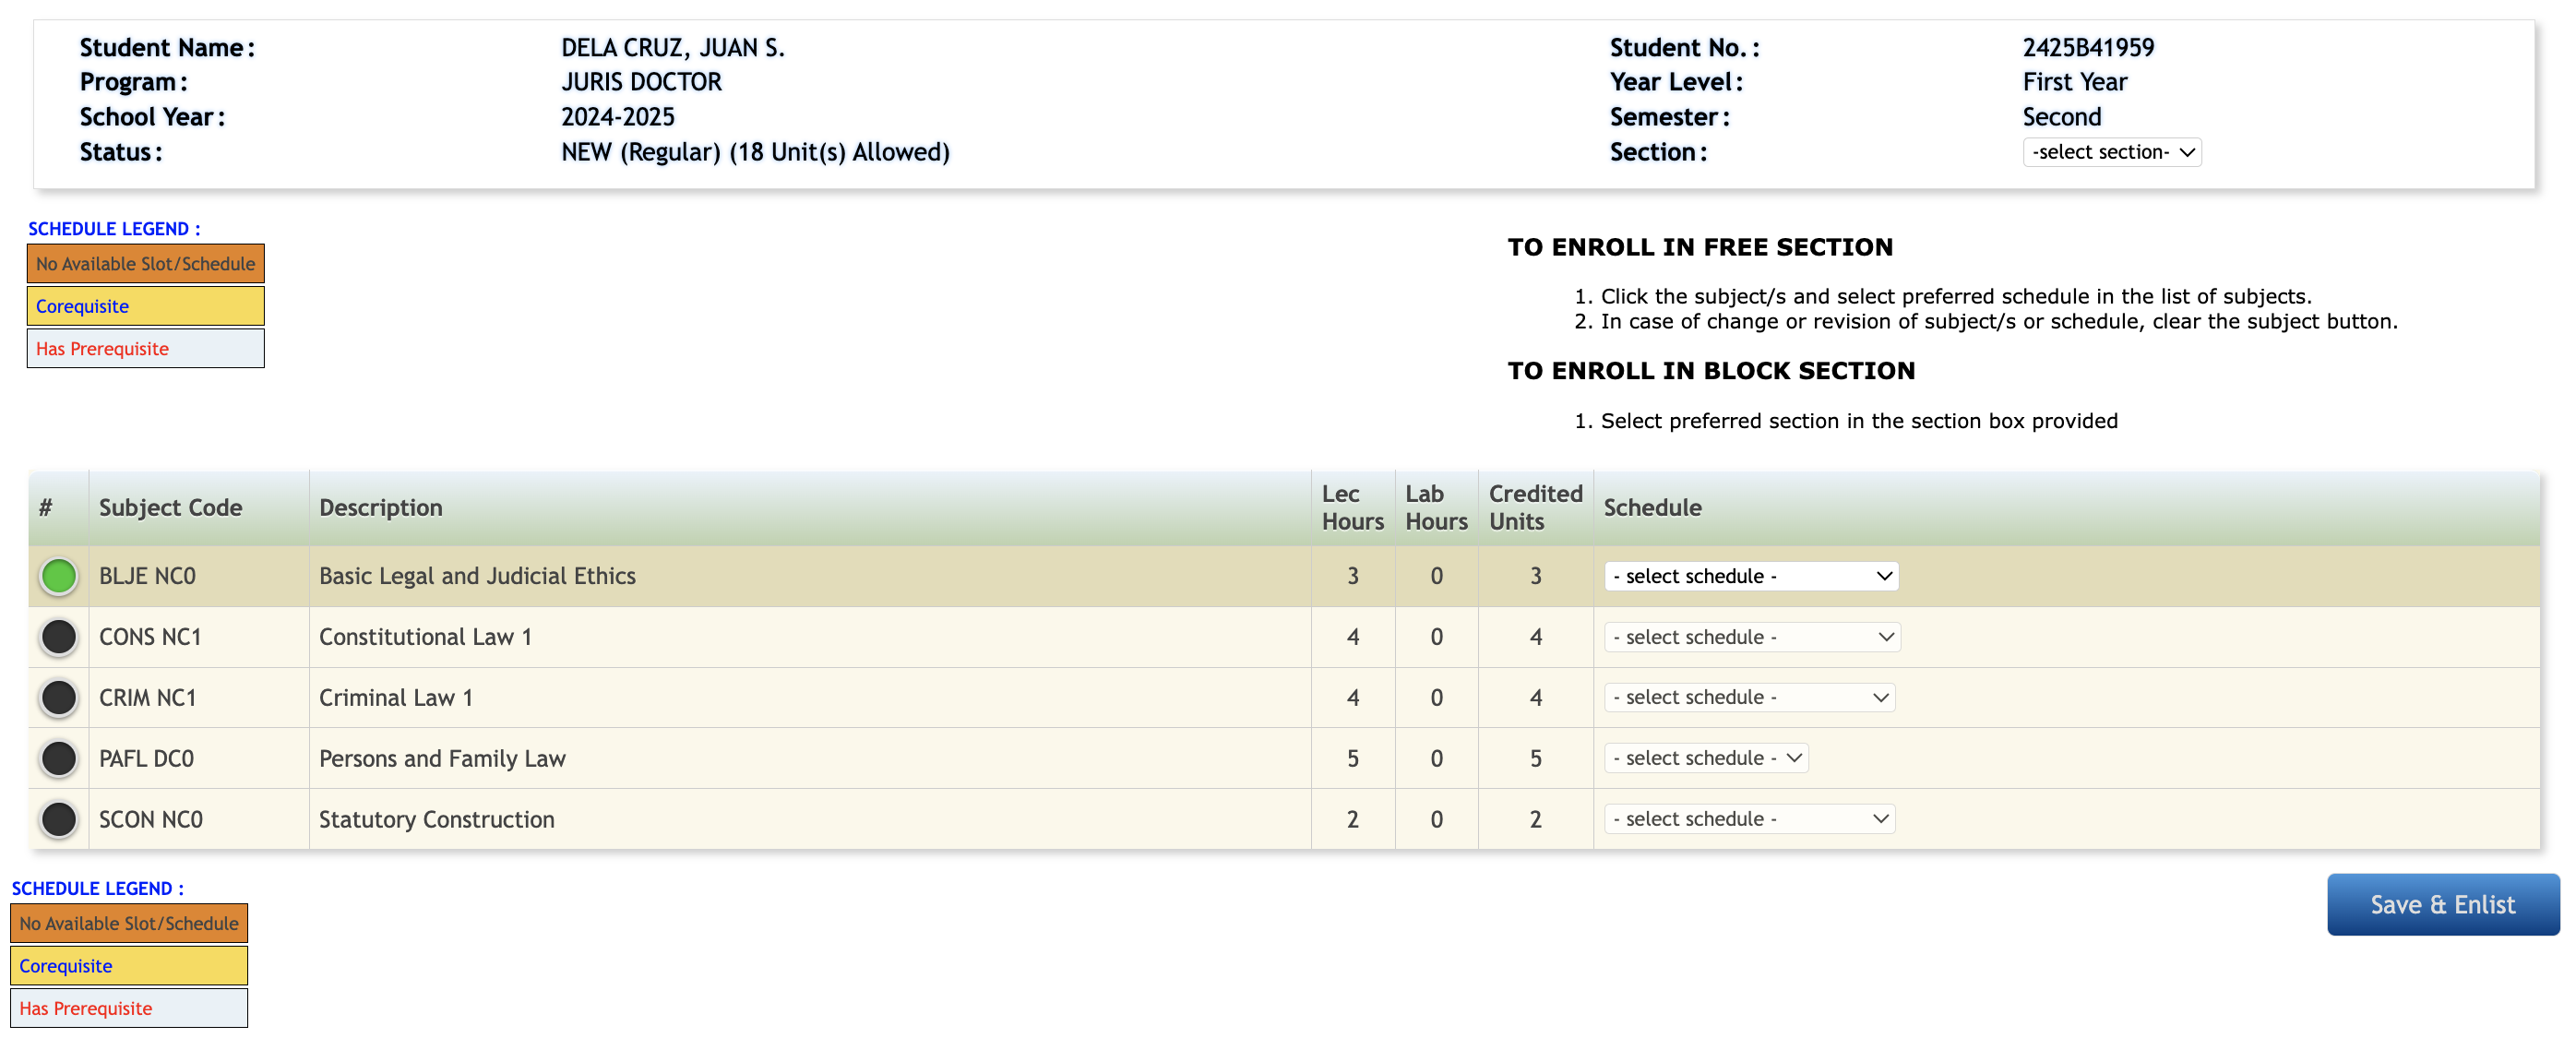 Student Name: DELA CRUZ, JUAN S. Student No.: 2425B41959
Program: JURIS DOCTOR Year Level: First Year
School Year: 2024-2025 Semester: Second
Status: NEW (Regular) (18 Unit(s) Allowed) Section: -select section-
SCHEDULE LEGEND :
No Available Slot/Schedule
Corequisite
Has Prerequisite
TO ENROLL IN FREE SECTION
1. Click the subject/s and select preferred schedule in the list of subjects.
2. In case of change or revision of subject/s or schedule, clear the subject button.
TO ENROLL IN BLOCK SECTION
1. Select preferred section in the section box provided
# Subject Code Description Lec Hours Lab Hours Credited Units Schedule
BLJE NC0 Basic Legal and Judicial Ethics 3 0 3 - select schedule -
CONS NC1 Constitutional Law 1 4 0 4 - select schedule -
CRIM NC1 Criminal Law 1 4 0 4 - select schedule -
PAFL DC0 Persons and Family Law 5 0 5 - select schedule -
SCON NC0 Statutory Construction 2 0 2 - select schedule -
SCHEDULE LEGEND :
No Available Slot/Schedule
Corequisite
Has Prerequisite
Save & Enlist